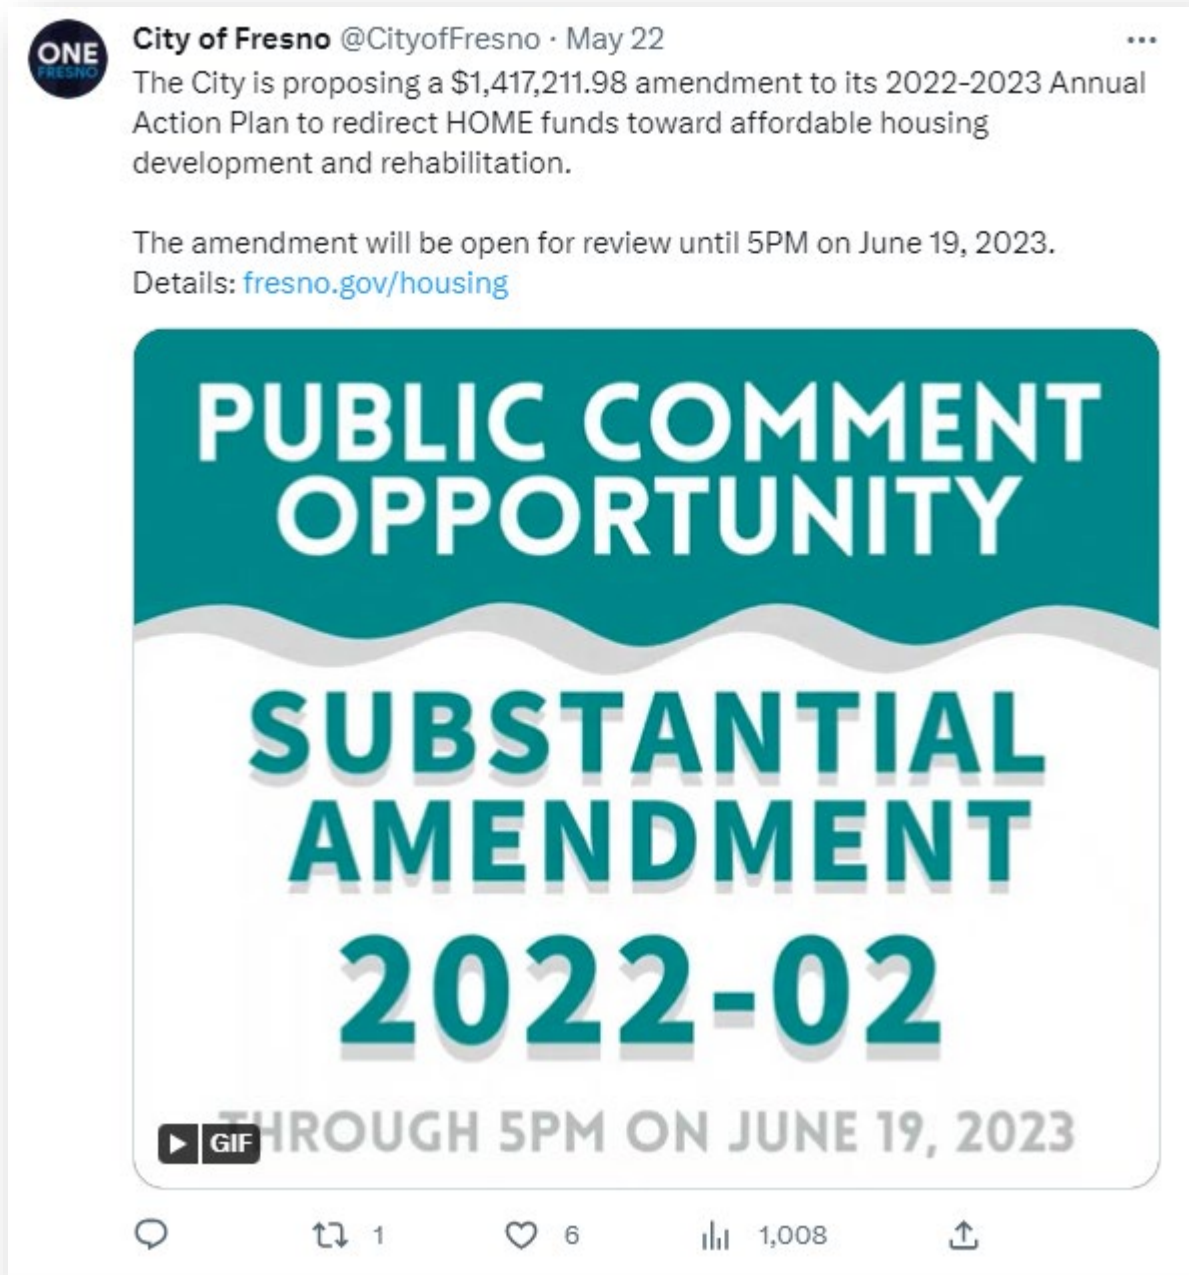 ONE
FRESNO
City of Fresno @CityofFresno · May 22
The City is proposing a $1,417,211.98 amendment to its 2022-2023 Annual
Action Plan to redirect HOME funds toward affordable housing
development and rehabilitation.
The amendment will be open for review until 5PM on June 19, 2023.
Details: fresno.gov/housing
PUBLIC COMMENT
OPPORTUNITY
SUBSTANTIAL
AMENDMENT
2022-02
THROUGH 5PM ON JUNE 19, 2023
GIF
1 6 1,008